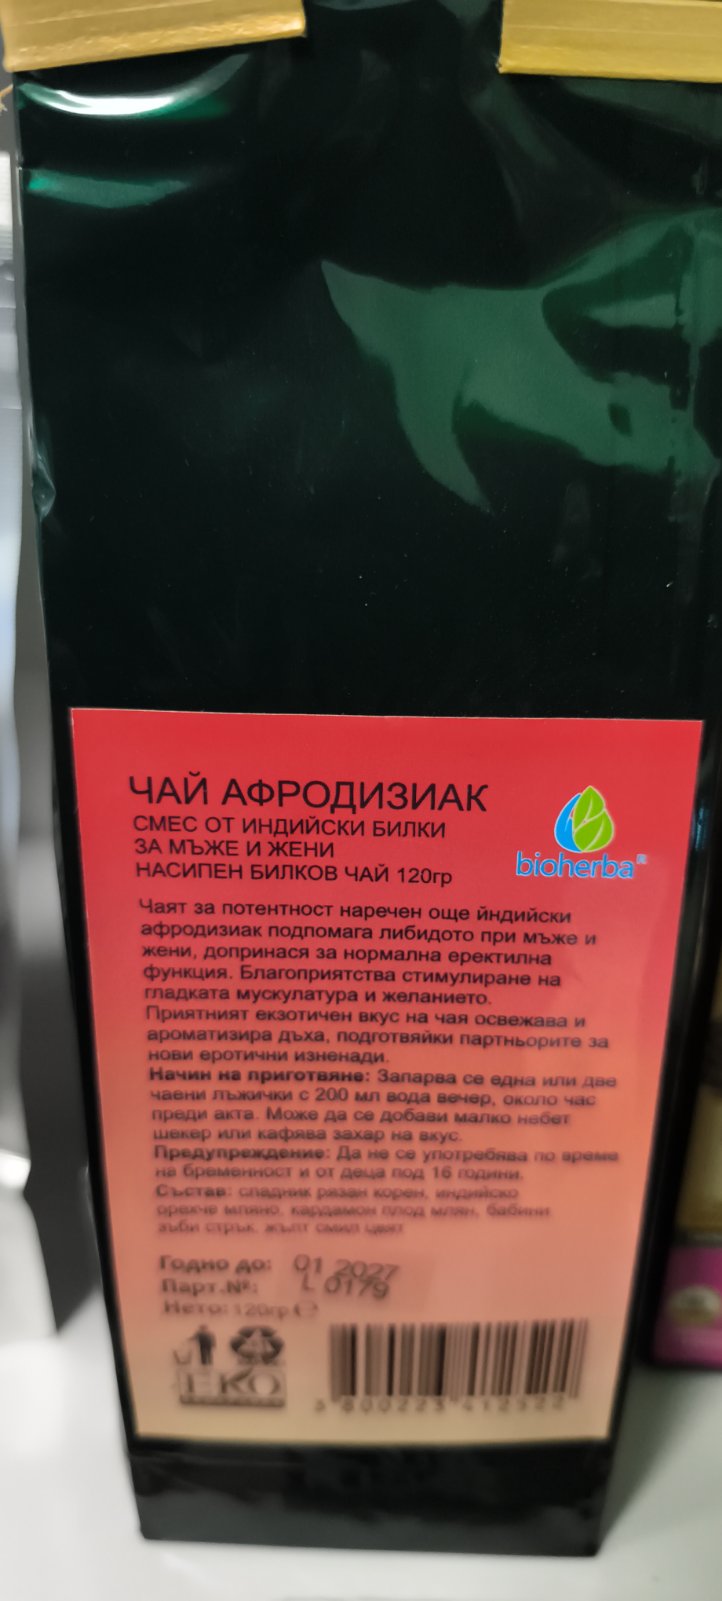 ЧАЙ АФРОДИЗИАК
СМЕС ОТ ИНДИЙСКИ БИЛКИ
ЗА МЪЖЕ И ЖЕНИ
НАСИПЕН БИЛКОВ ЧАЙ 120гр
bioherba®
Чаят за потентност наречен още йндийски
афродизиак подпомага либидото при мъже и
жени, допринася за нормална еректилна
функция. Благоприятства стимулиране на
гладката мускулатура и желанието.
Приятният екзотичен вкус на чая освежава и
ароматизира дъха, подготвяйки партньорите за
нови еротични изненади.
Начин на приготвяне: Запарва се една или две
чаени лъжички с 200 мл вода вечер, около час
преди акта. Може да се добави малко небет
шекер или кафява захар на вкус.
Предупреждение: Да не се употребява по време
на бременност и от деца под 16 години.
Състав: сладник рязан корен, индийско
орехче мляно, кардамон плод млян, бабини
зъби стрък, жълт смил цвят
Годно до: 01 2027
Парт.№: L 0179
Нето: 120гр ℮
EKO